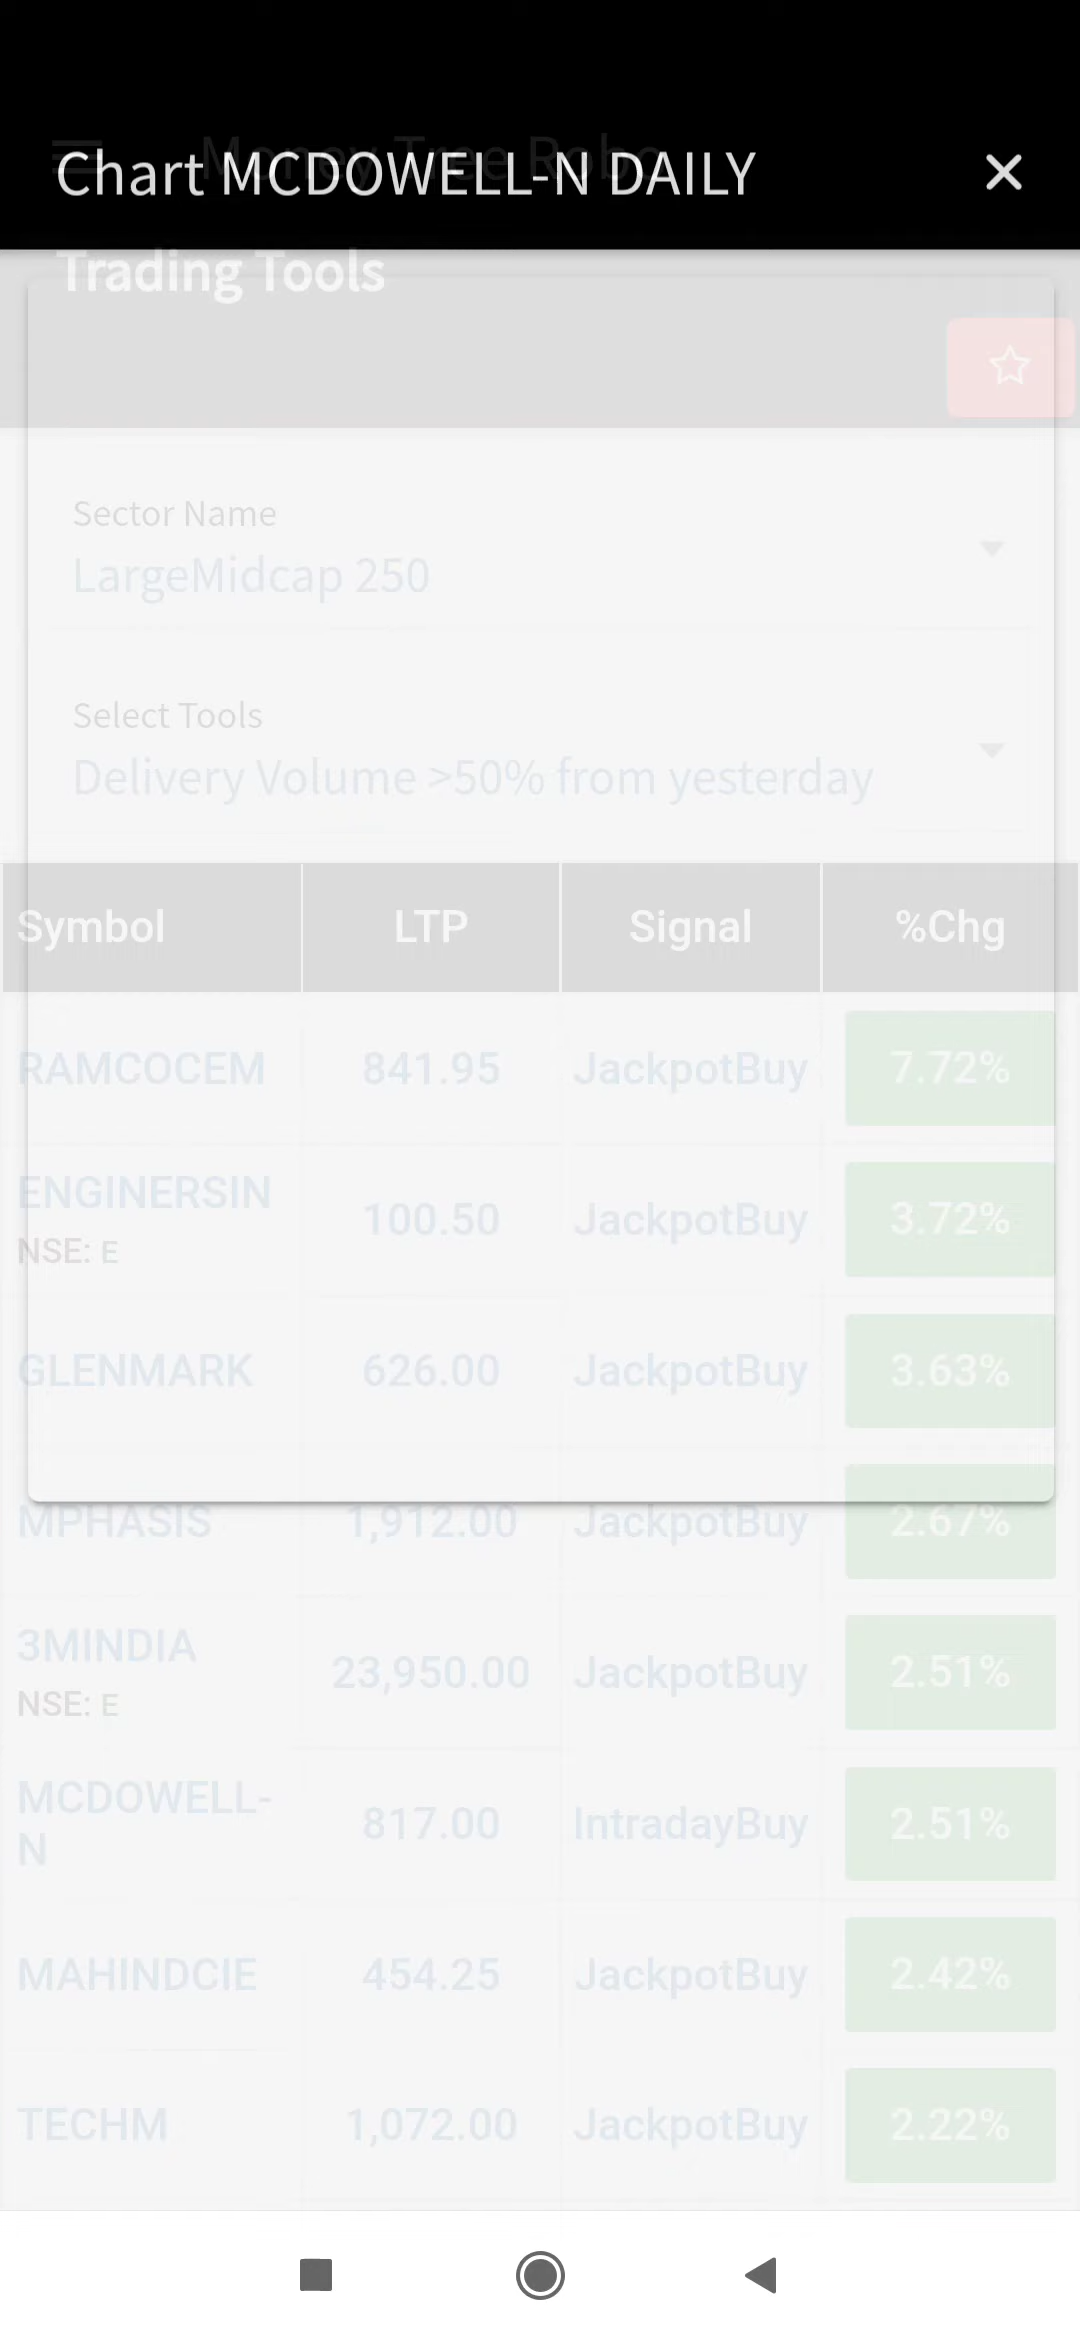 Money Tree Robo
Chart MCDOWELL-N DAILY
Trading Tools
Sector Name
LargeMidcap 250
Select Tools
Delivery Volume >50% from yesterday
Symbol LTP Signal %Chg
RAMCOCEM 841.95 JackpotBuy 7.72%
ENGINERSIN 100.50 JackpotBuy 3.72%
NSE: E
GLENMARK 626.00 JackpotBuy 3.63%
MPHASIS 1,912.00 JackpotBuy 2.67%
3MINDIA 23,950.00 JackpotBuy 2.51%
NSE: E
MCDOWELL-
N 817.00 IntradayBuy 2.51%
MAHINDCIE 454.25 JackpotBuy 2.42%
TECHM 1,072.00 JackpotBuy 2.22%